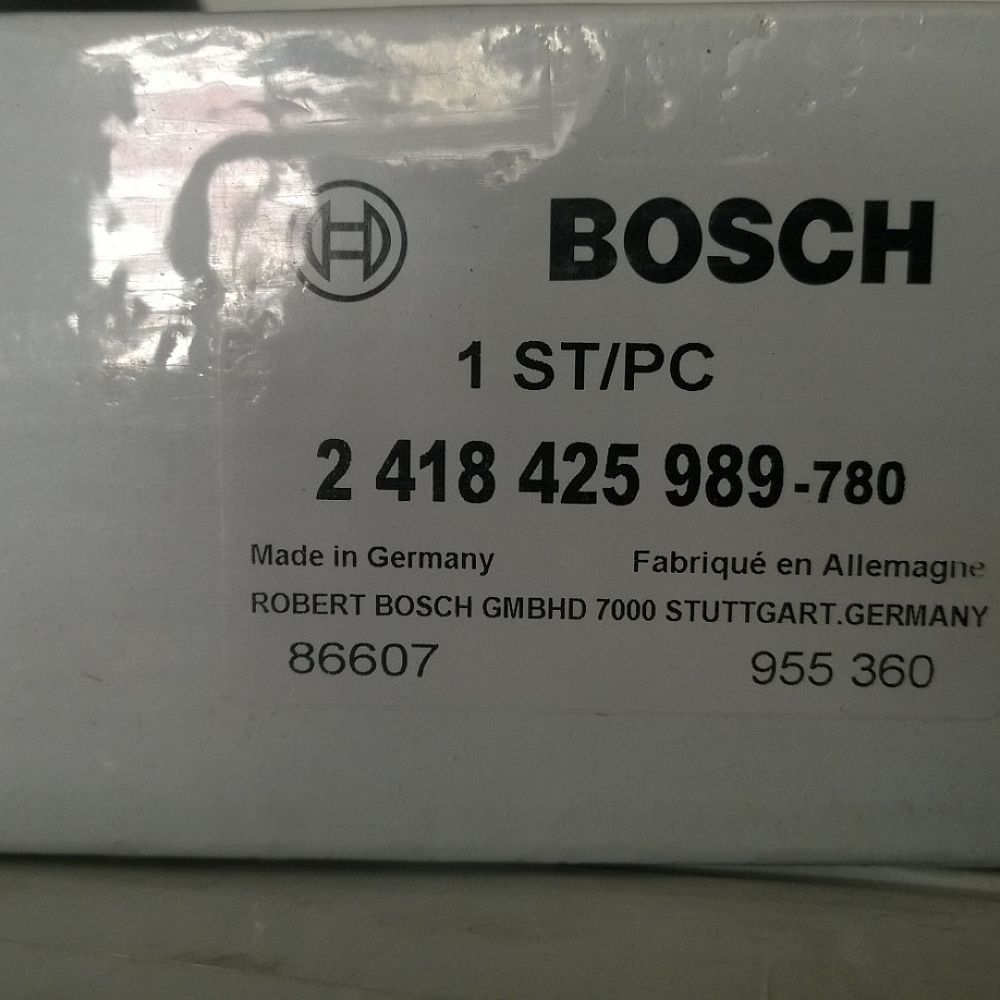 BOSCH
1 ST/PC
2 418 425 989-780
Made in Germany Fabriqué en Allemagne
ROBERT BOSCH GMBHD 7000 STUTTGART.GERMANY
86607 955 360